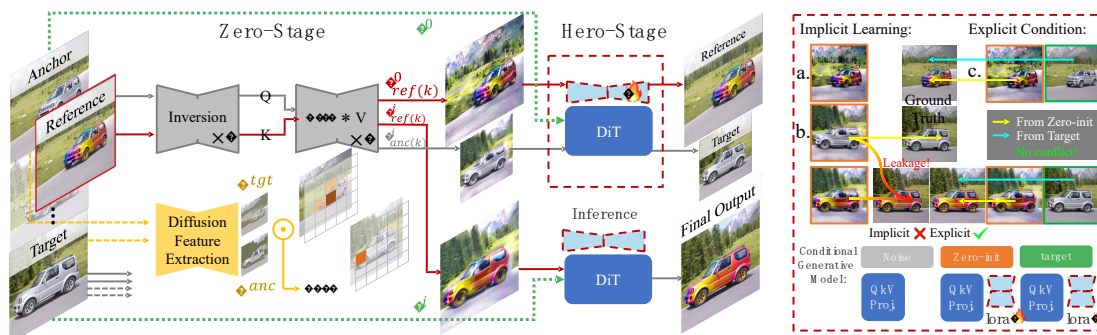 Zero-Stage
Hero-Stage
Anchor
Reference
Target
Inversion
Q
K
V
ref(k)
ref(k)
anc(k)
0
0
i
i
i
Diffusion
Feature
Extraction
tgt
anc
DiT
Reference
Target
Inference
DiT
Final Output
Implicit Learning:
Explicit Condition:
a.
c.
Ground
Truth
b.
Leakage!
From Zero-init
From Target
No conflict!
Implicit ✗ Explicit ✓
Conditional
Generative
Model:
Noise
Zero-init
target
QkV
Proj.
QkV
Proj.
lora
QkV
Proj.
lora